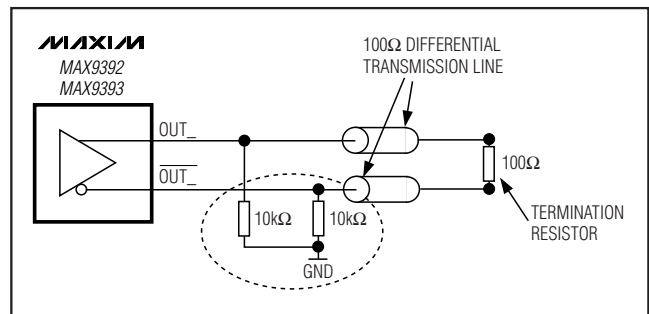 MAXIM
MAX9392
MAX9393
100Ω DIFFERENTIAL
TRANSMISSION LINE
OUT_
OUT_
100Ω
10kΩ
10kΩ
GND
TERMINATION
RESISTOR